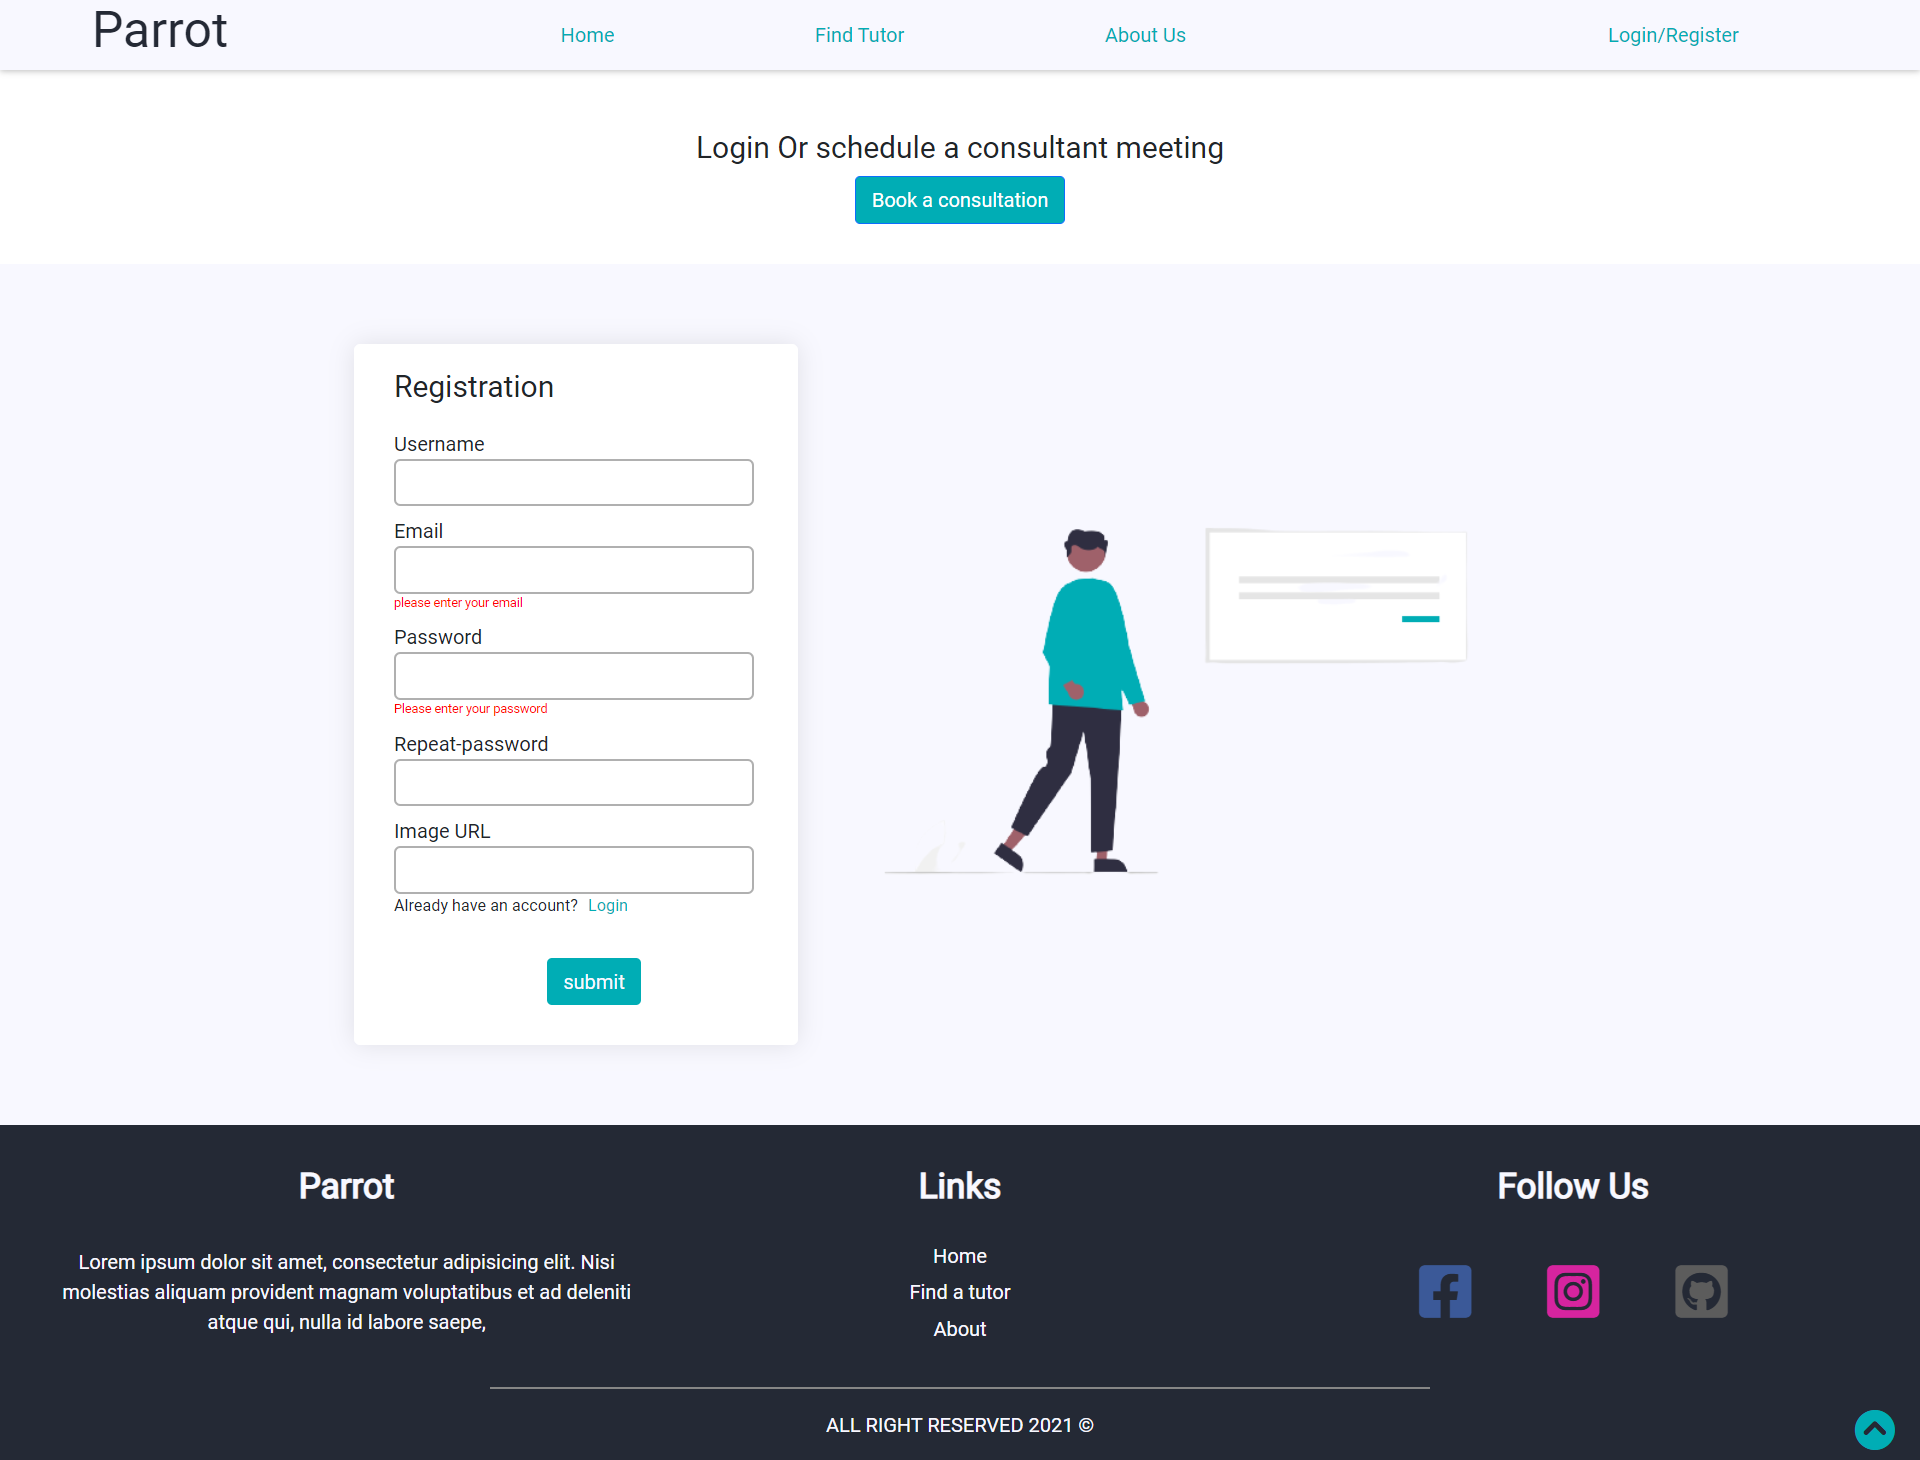 Parrot
Home
Find Tutor
About Us
Login/Register
Login Or schedule a consultant meeting
Book a consultation
Registration
Username
Email
please enter your email
Password
Please enter your password
Repeat-password
Image URL
Already have an account? Login
submit
Parrot
Lorem ipsum dolor sit amet, consectetur adipisicing elit. Nisi
molestias aliquam provident magnam voluptatibus et ad deleniti
atque qui, nulla id labore saepe,
Links
Home
Find a tutor
About
Follow Us
ALL RIGHT RESERVED 2021 ©